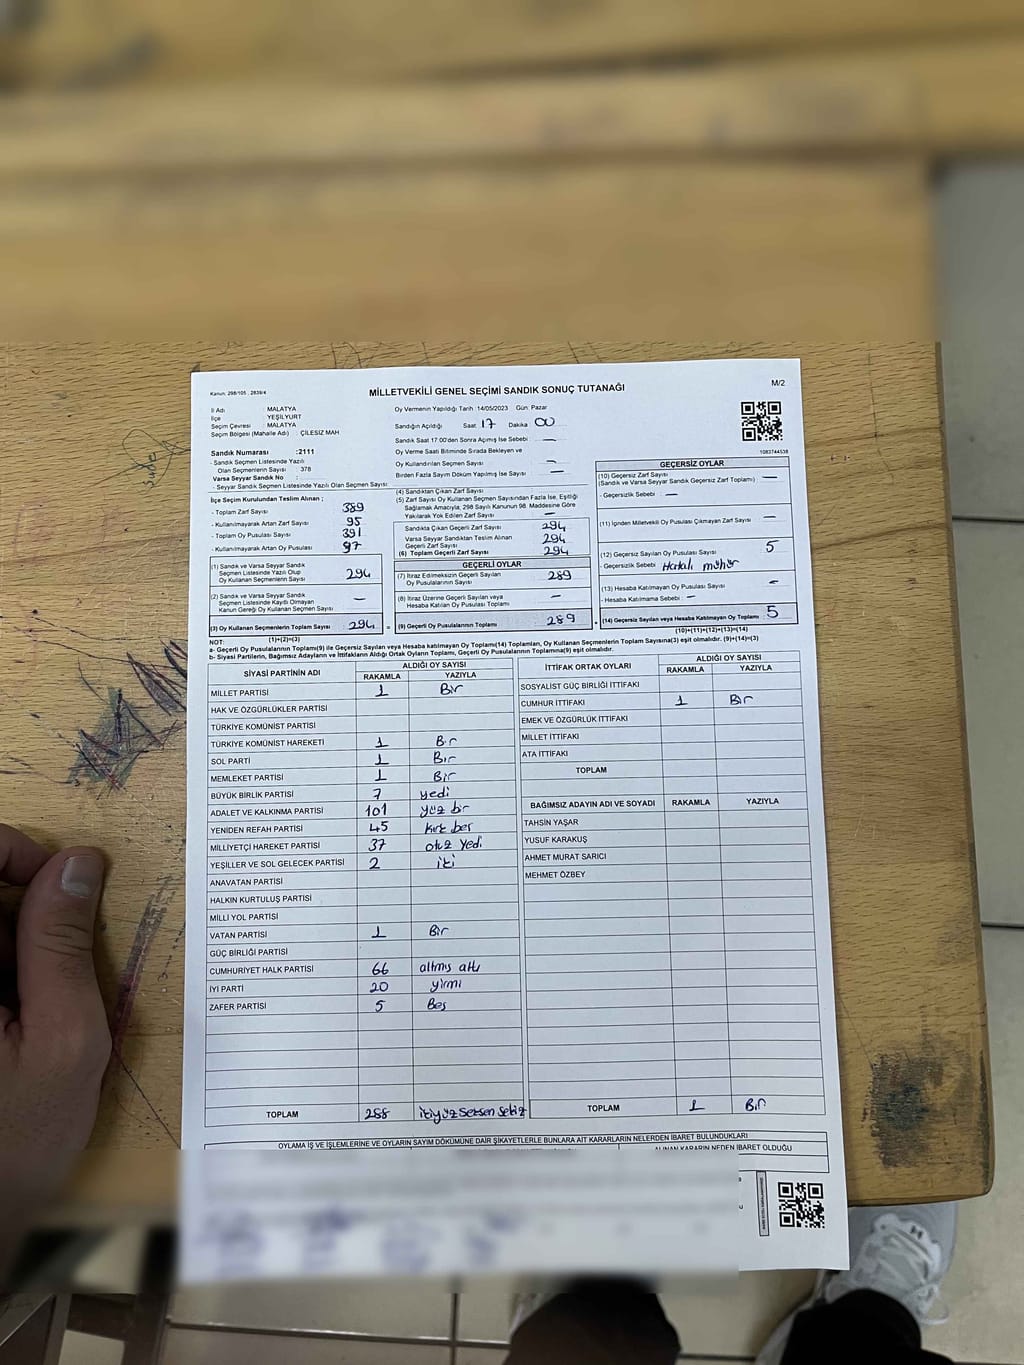 Kanun: 298/105 , 2839/4
MİLLETVEKİLİ GENEL SEÇİMİ SANDIK SONUÇ TUTANAĞI
M/2
İl Adı : MALATYA
İlçe : YEŞİLYURT
Seçim Çevresi : MALATYA
Seçim Bölgesi (Mahalle Adı) : ÇİLESİZ MAH
Sandık Numarası :2111
- Sandık Seçmen Listesinde Yazılı
Olan Seçmenlerin Sayısı : 378
Varsa Seyyar Sandık No :
- Seyyar Sandık Seçmen Listesinde Yazılı Olan Seçmen Sayısı:
Oy Vermenin Yapıldığı Tarih :14/05/2023 Gün: Pazar
Sandığın Açıldığı Saat: 17 Dakika 00
Sandık Saat 17.00'den Sonra Açımış İse Sebebi : —
Oy Verme Saati Bitiminde Sırada Bekleyen ve
Oy Kullandırılan Seçmen Sayısı : —
Birden Fazla Sayım Döküm Yapılmış İse Sayısı : —
1083744538
İlçe Seçim Kurulundan Teslim Alınan ;
- Toplam Zarf Sayısı : 389
- Kullanılmayarak Artan Zarf Sayısı : 95
- Toplam Oy Pusulası Sayısı : 391
- Kullanılmayarak Artan Oy Pusulası : 97
(1) Sandık ve Varsa Seyyar Sandık
Seçmen Listesinde Yazılı Olup
Oy Kullanan Seçmenlerin Sayısı : 294
(2) Sandık ve Varsa Seyyar Sandık
Seçmen Listesinde Kayıtlı Olmayan
Kanun Gereği Oy Kullanan Seçmen Sayısı : —
(3) Oy Kullanan Seçmenlerin Toplam Sayısı : 294
(1)+(2)=(3)
(4) Sandıktan Çıkan Zarf Sayısı :
(5) Zarf Sayısı Oy Kullanan Seçmen Sayısından Fazla İse, Eşitliği
Sağlamak Amacıyla; 298 Sayılı Kanunun 98. Maddesine Göre
Yakılarak Yok Edilen Zarf Sayısı : —
Sandıkta Çıkan Geçerli Zarf Sayısı : 294
Varsa Seyyar Sandıktan Teslim Alınan
Geçerli Zarf Sayısı : 294
(6) Toplam Geçerli Zarf Sayısı : 294
GEÇERLİ OYLAR
(7) İtiraz Edilmeksizin Geçerli Sayılan
Oy Pusulalarının Sayısı : 289
(8) İtiraz Üzerine Geçerli Sayılan veya
Hesaba Katılan Oy Pusulası Toplamı : —
(9) Geçerli Oy Pusulalarının Toplamı : 289
GEÇERSİZ OYLAR
(10) Geçersiz Zarf Sayısı
(Sandık ve Varsa Seyyar Sandık Geçersiz Zarf Toplamı) : —
- Geçersizlik Sebebi : —
(11) İçinden Milletvekili Oy Pusulası Çıkmayan Zarf Sayısı : —
(12) Geçersiz Sayılan Oy Pusulası Sayısı : 5
- Geçersizlik Sebebi : Hatalı mühür
(13) Hesaba Katılmayan Oy Pusulası Sayısı : —
- Hesaba Katılmama Sebebi : —
(14) Geçersiz Sayılan veya Hesaba Katılmayan Oy Toplamı : 5
(10)+(11)+(12)+(13)=(14)
NOT:
a- Geçerli Oy Pusulalarının Toplamı(9) ile Geçersiz Sayılan veya Hesaba katılmayan Oy Toplamı(14) Toplamları, Oy Kullanan Seçmenlerin Toplam Sayısına(3) eşit olmalıdır. (9)+(14)=(3)
b- Siyasi Partilerin, Bağımsız Adayların ve İttifakların Aldığı Ortak Oyların Toplamı, Geçerli Oy Pusulalarının Toplamına(9) eşit olmalıdır.
SİYASİ PARTİNİN ADI ALDIĞI OY SAYISI
RAKAMLA YAZIYLA
MİLLET PARTİSİ 1 Bir
HAK VE ÖZGÜRLÜKLER PARTİSİ
TÜRKİYE KOMÜNİST PARTİSİ
TÜRKİYE KOMÜNİST HAREKETİ 1 Bir
SOL PARTİ 1 Bir
MEMLEKET PARTİSİ 1 Bir
BÜYÜK BİRLİK PARTİSİ 7 yedi
ADALET VE KALKINMA PARTİSİ 101 yüz bir
YENİDEN REFAH PARTİSİ 45 kırk beş
MİLLİYETÇİ HAREKET PARTİSİ 37 otuz yedi
YEŞİLLER VE SOL GELECEK PARTİSİ 2 iki
ANAVATAN PARTİSİ
HALKIN KURTULUŞ PARTİSİ
MİLLİ YOL PARTİSİ
VATAN PARTİSİ 1 Bir
GÜÇ BİRLİĞİ PARTİSİ
CUMHURİYET HALK PARTİSİ 66 altmış altı
İYİ PARTİ 20 yirmi
ZAFER PARTİSİ 5 Beş
TOPLAM 288 ikiyüz seksen sekiz
İTTİFAK ORTAK OYLARI ALDIĞI OY SAYISI
RAKAMLA YAZIYLA
SOSYALİST GÜÇ BİRLİĞİ İTTİFAKI
CUMHUR İTTİFAKI 1 Bir
EMEK VE ÖZGÜRLÜK İTTİFAKI
MİLLET İTTİFAKI
ATA İTTİFAKI
TOPLAM
BAĞIMSIZ ADAYIN ADI VE SOYADI RAKAMLA YAZIYLA
TAHSİN YAŞAR
YUSUF KARAKUŞ
AHMET MURAT SARICI
MEHMET ÖZBEY
TOPLAM 1 Bir
OYLAMA İŞ VE İŞLEMLERİNE VE OYLARIN SAYIM DÖKÜMÜNE DAİR ŞİKAYETLERLE BUNLARA AİT KARARLARIN NELERDEN İBARET BULUNDUKLARI
ALINAN KARARIN NEDEN İBARET OLDUĞU